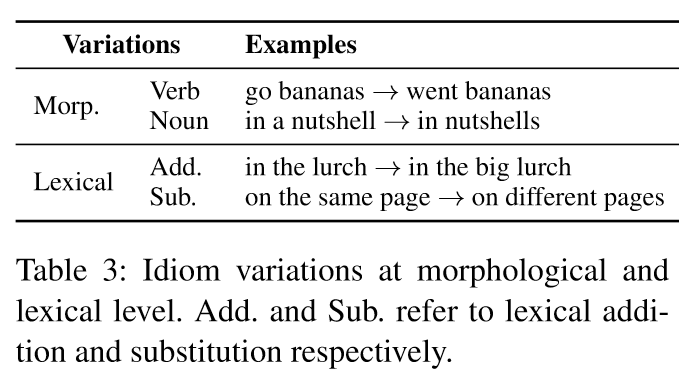 Variations Examples
Morp. Verb go bananas → went bananas
Noun in a nutshell → in nutshells
Lexical Add. in the lurch → in the big lurch
Sub. on the same page → on different pages
Table 3: Idiom variations at morphological and
lexical level. Add. and Sub. refer to lexical addi-
tion and substitution respectively.